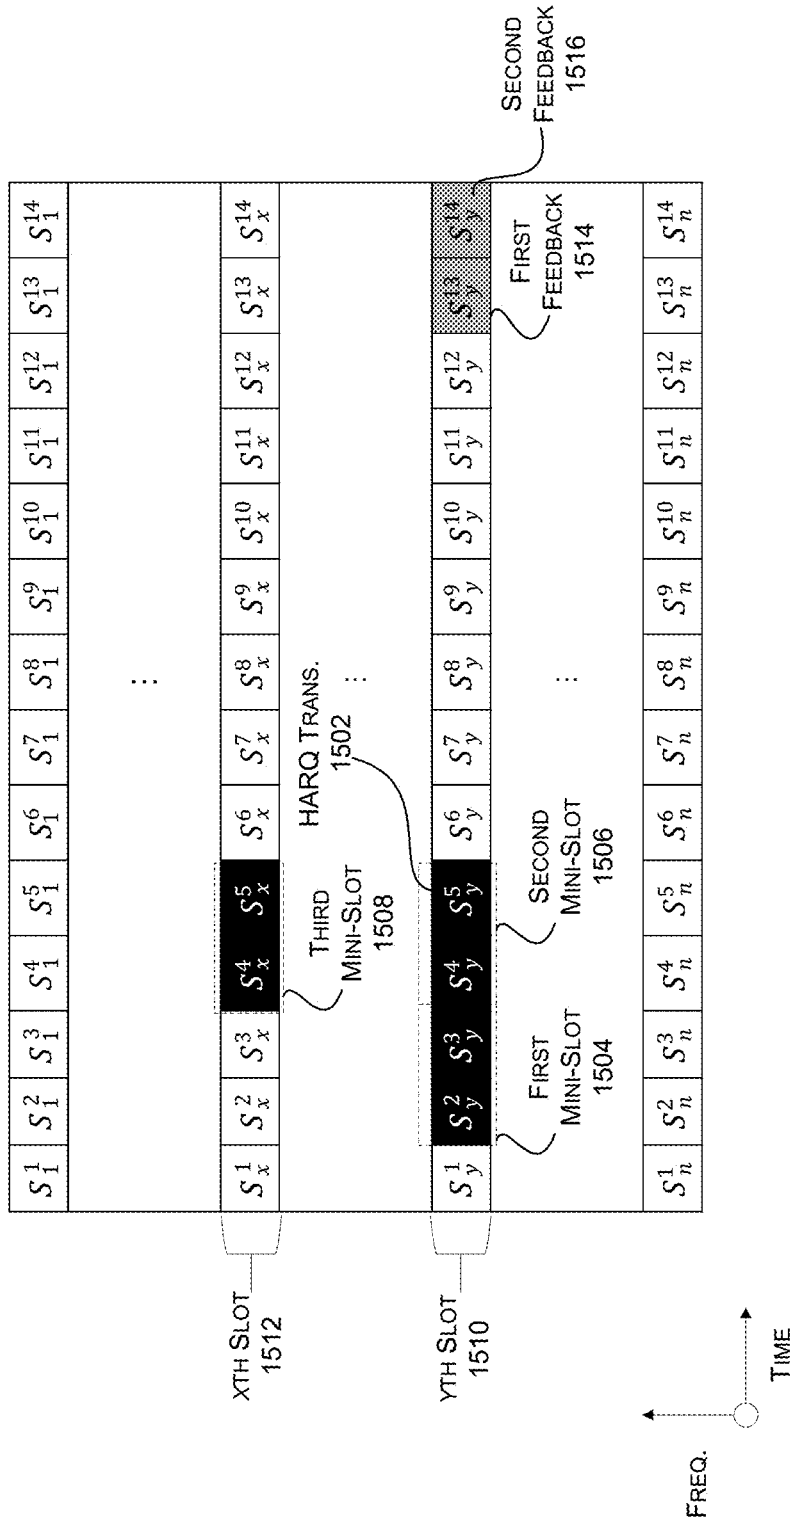 S_1^1 S_1^2 S_1^3 S_1^4 S_1^5 S_1^6 S_1^7 S_1^8 S_1^9 S_1^10 S_1^11 S_1^12 S_1^13 S_1^14
...
XTH SLOT
1512
S_x^1 S_x^2 S_x^3 S_x^4 S_x^5 S_x^6 S_x^7 S_x^8 S_x^9 S_x^10 S_x^11 S_x^12 S_x^13 S_x^14
THIRD
MINI-SLOT
1508
HARQ TRANS.
1502
...
YTH SLOT
1510
S_y^1 S_y^2 S_y^3 S_y^4 S_y^5 S_y^6 S_y^7 S_y^8 S_y^9 S_y^10 S_y^11 S_y^12 S_y^13 S_y^14
FIRST
MINI-SLOT
1504
SECOND
MINI-SLOT
1506
...
FIRST
FEEDBACK
1514
SECOND
FEEDBACK
1516
S_n^1 S_n^2 S_n^3 S_n^4 S_n^5 S_n^6 S_n^7 S_n^8 S_n^9 S_n^10 S_n^11 S_n^12 S_n^13 S_n^14
FREQ.
TIME